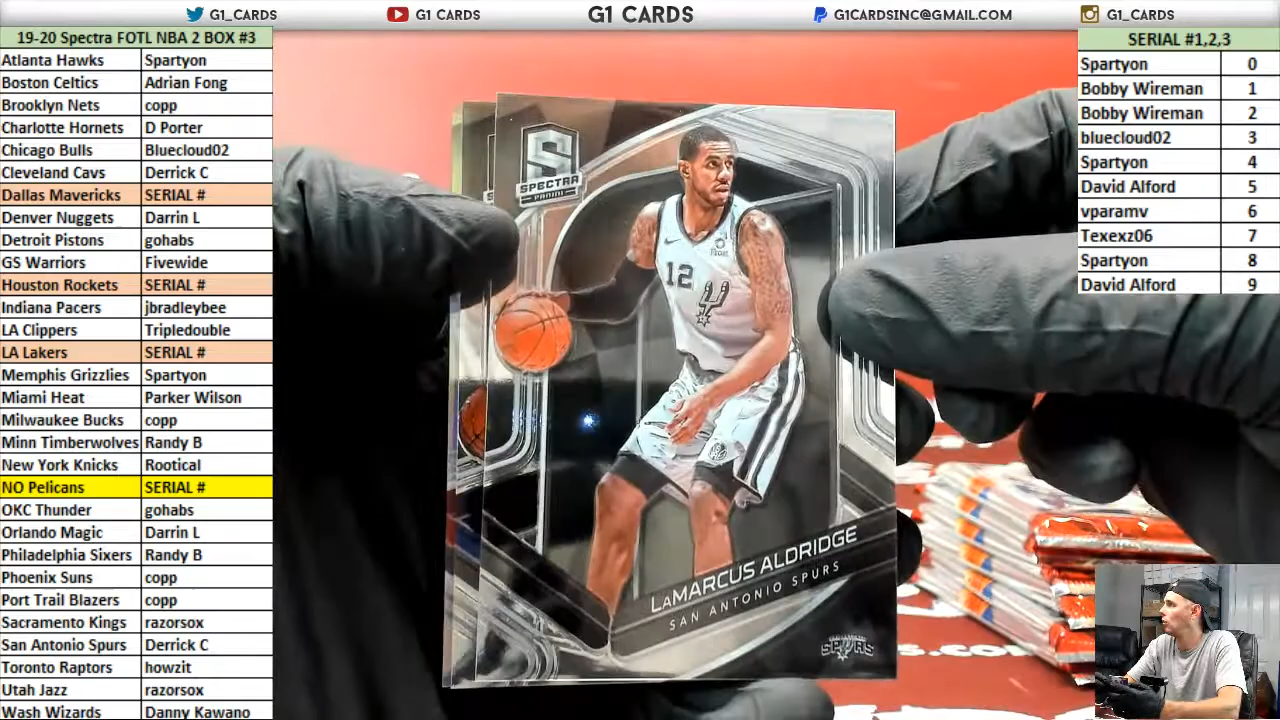 G1_CARDS G1 CARDS G1 CARDS G1CARDSINC@GMAIL.COM G1_CARDS
19-20 Spectra FOTL NBA 2 BOX #3
Atlanta Hawks Spartyon
Boston Celtics Adrian Fong
Brooklyn Nets copp
Charlotte Hornets D Porter
Chicago Bulls Bluecloud02
Cleveland Cavs Derrick C
Dallas Mavericks SERIAL #
Denver Nuggets Darrin L
Detroit Pistons gohabs
GS Warriors Fivewide
Houston Rockets SERIAL #
Indiana Pacers jbradleybee
LA Clippers Tripledouble
LA Lakers SERIAL #
Memphis Grizzlies Spartyon
Miami Heat Parker Wilson
Milwaukee Bucks copp
Minn Timberwolves Randy B
New York Knicks Rootical
NO Pelicans SERIAL #
OKC Thunder gohabs
Orlando Magic Darrin L
Philadelphia Sixers Randy B
Phoenix Suns copp
Port Trail Blazers copp
Sacramento Kings razorsox
San Antonio Spurs Derrick C
Toronto Raptors howzit
Utah Jazz razorsox
Wash Wizards Danny Kawano
S
SPECTRA
PANINI
12
LaMARCUS ALDRIDGE
SAN ANTONIO SPURS
SPURS
SERIAL #1,2,3
Spartyon 0
Bobby Wireman 1
Bobby Wireman 2
bluecloud02 3
Spartyon 4
David Alford 5
vparamv 6
Texexz06 7
Spartyon 8
David Alford 9